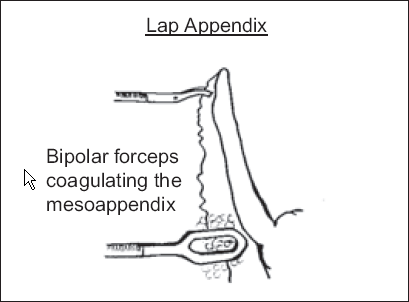 Lap Appendix
Bipolar forceps
coagulating the
mesoappendix